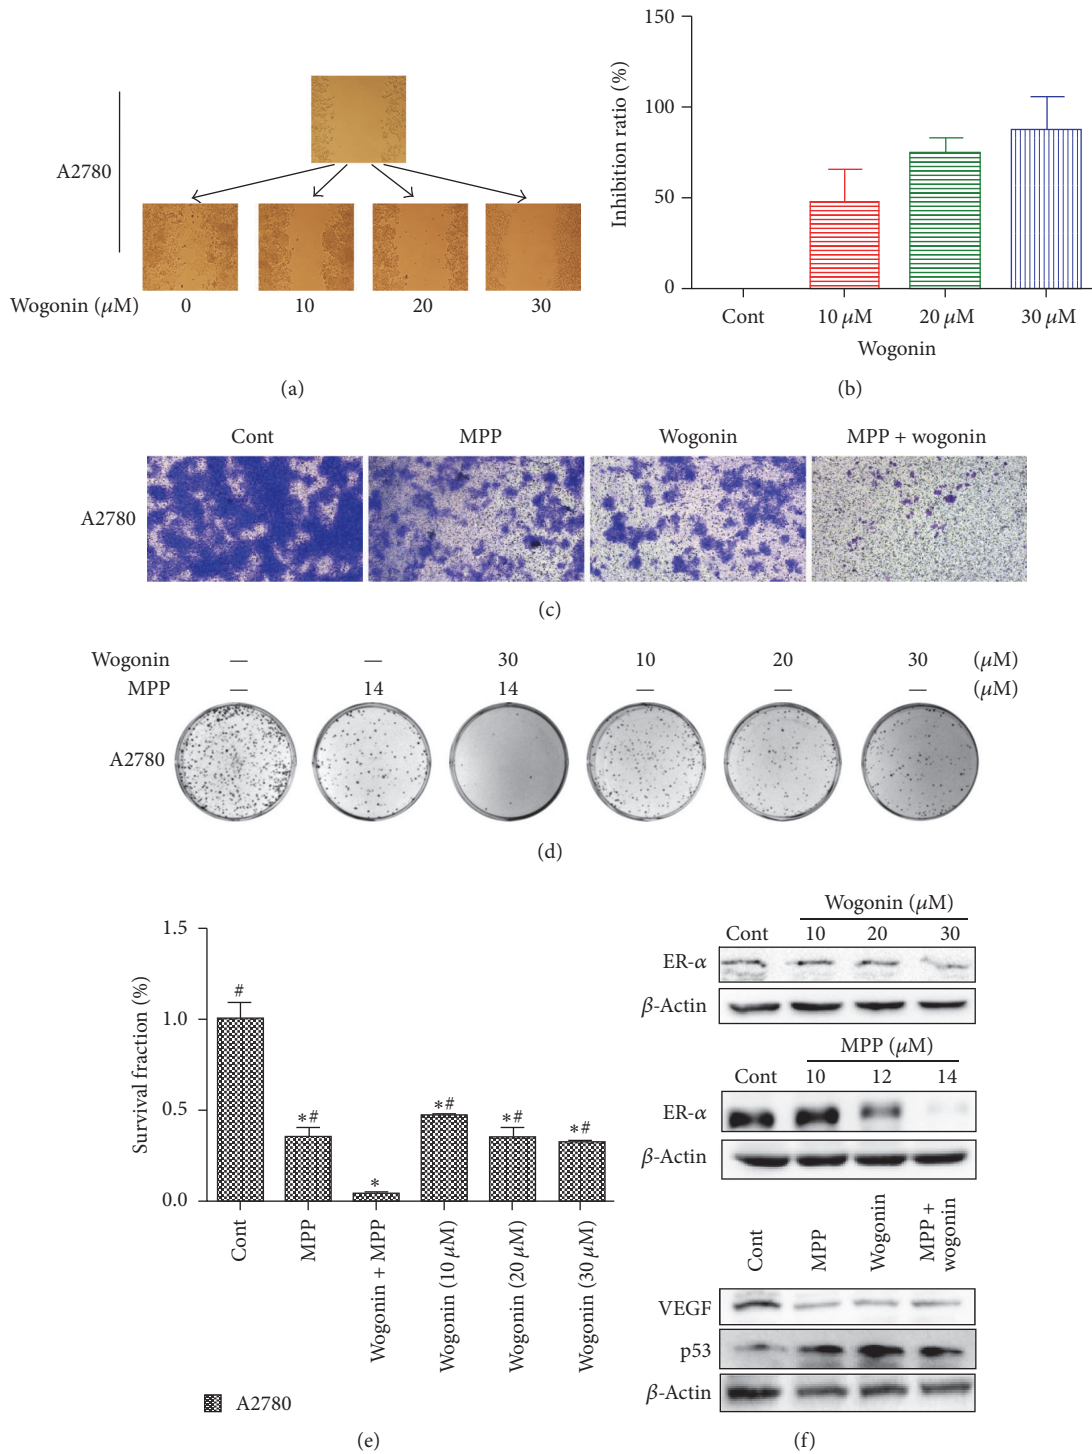 A2780
Wogonin (μM) 0 10 20 30
(a)
150
100
50
0
Inhibition ratio (%)
Cont 10 μM 20 μM 30 μM
Wogonin
(b)
Cont MPP Wogonin MPP + wogonin
A2780
(c)
Wogonin — — 30 10 20 30 (μM)
MPP — 14 14 — — — (μM)
A2780
(d)
1.5
1.0
0.5
0.0
Survival fraction (%)
#
*#
*
*#
*#
*#
Cont
MPP
Wogonin + MPP
Wogonin (10 μM)
Wogonin (20 μM)
Wogonin (30 μM)
A2780
(e)
Wogonin (μM)
Cont 10 20 30
ER-α
β-Actin
MPP (μM)
Cont 10 12 14
ER-α
β-Actin
Cont
MPP
Wogonin
MPP +
wogonin
VEGF
p53
β-Actin
(f)